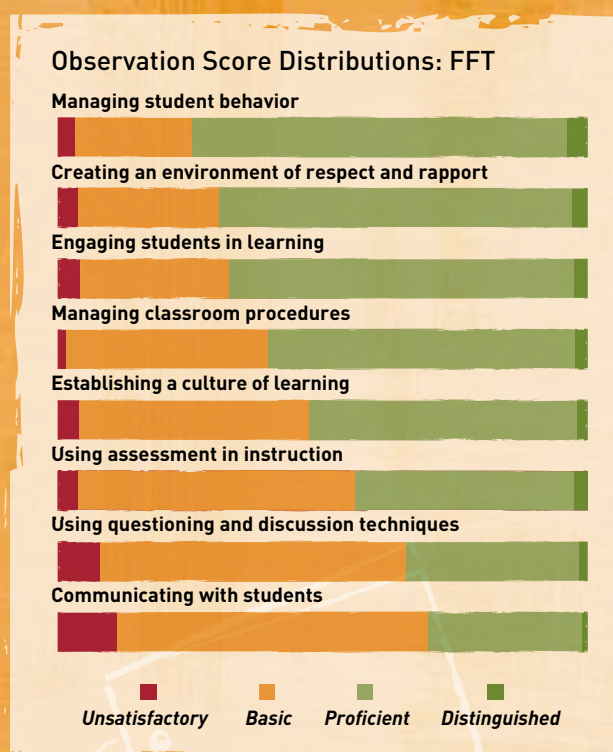 Observation Score Distributions: FFT
Managing student behavior
Creating an environment of respect and rapport
Engaging students in learning
Managing classroom procedures
Establishing a culture of learning
Using assessment in instruction
Using questioning and discussion techniques
Communicating with students
Unsatisfactory Basic Proficient Distinguished